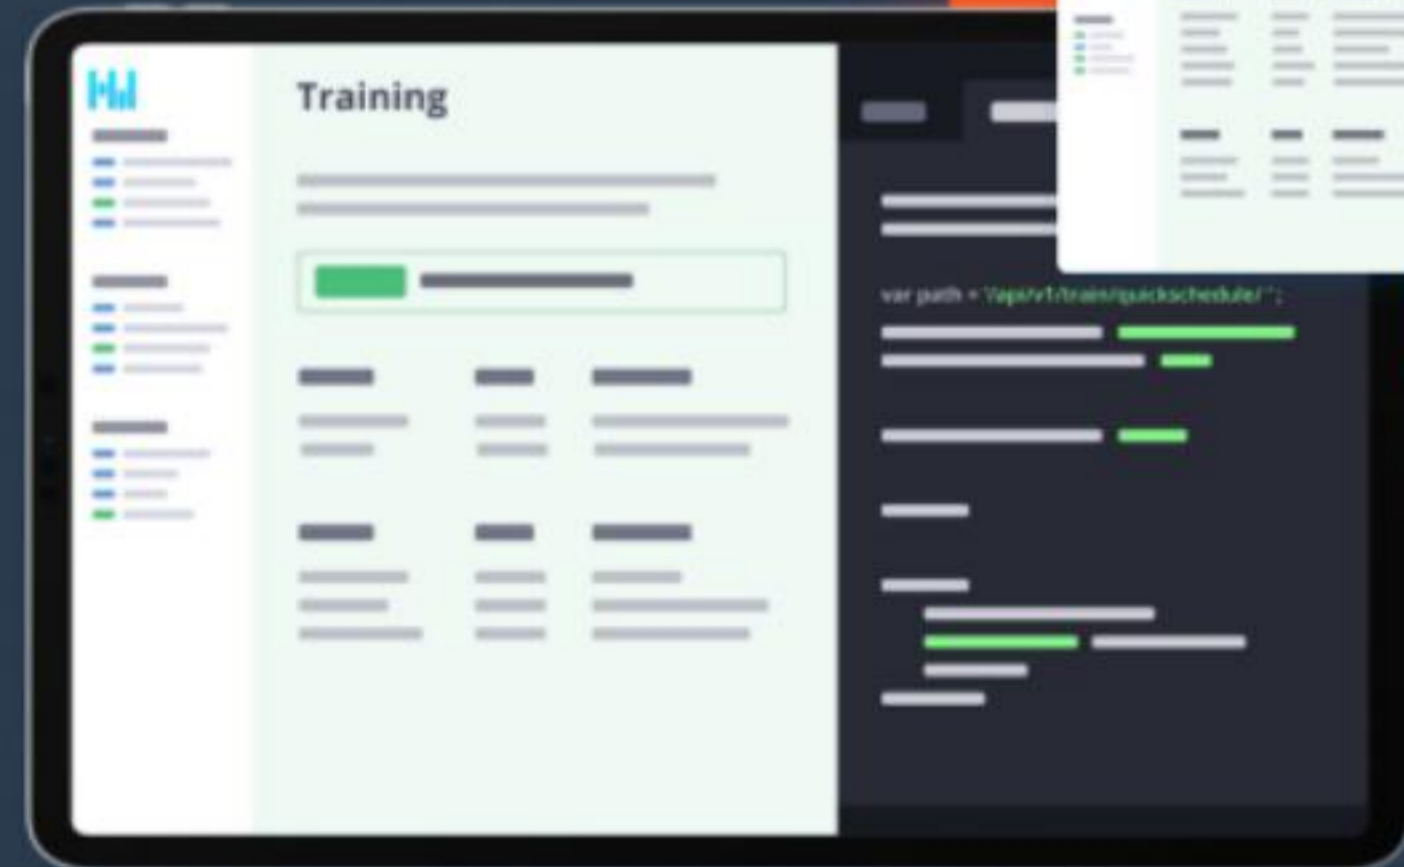 Training
var path = '/api/v1/train/quickschedule/';